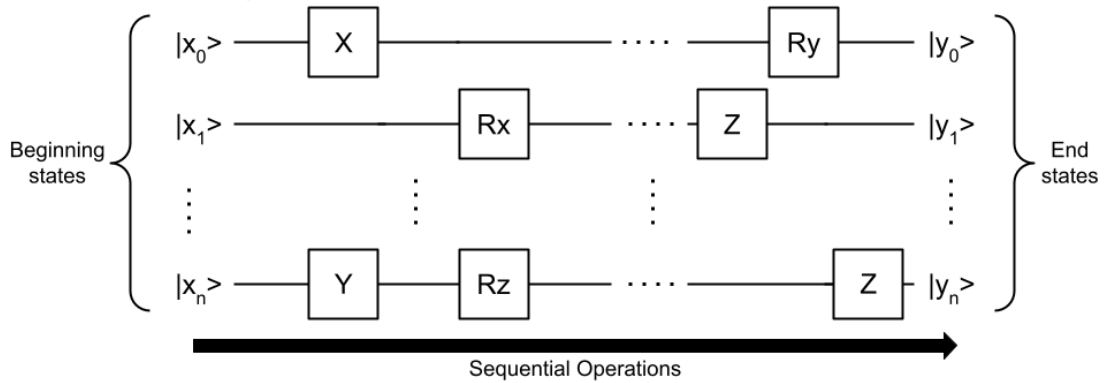 |x₀> X · · · · Ry |y₀>
|x₁> Rx · · · · Z |y₁>
Beginning
states
End
states
|xₙ> Y Rz · · · · Z |yₙ>
Sequential Operations